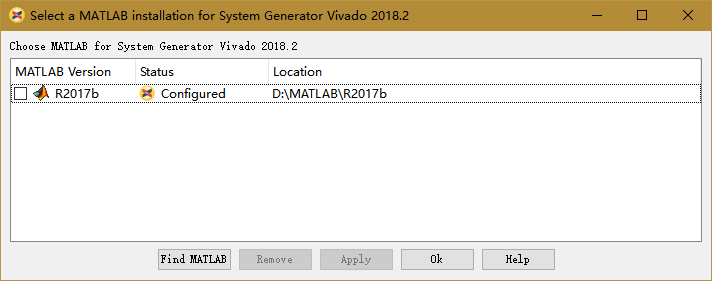 Select a MATLAB installation for System Generator Vivado 2018.2
Choose MATLAB for System Generator Vivado 2018.2
MATLAB Version Status Location
R2017b Configured D:\MATLAB\R2017b
Find MATLAB Remove Apply Ok Help